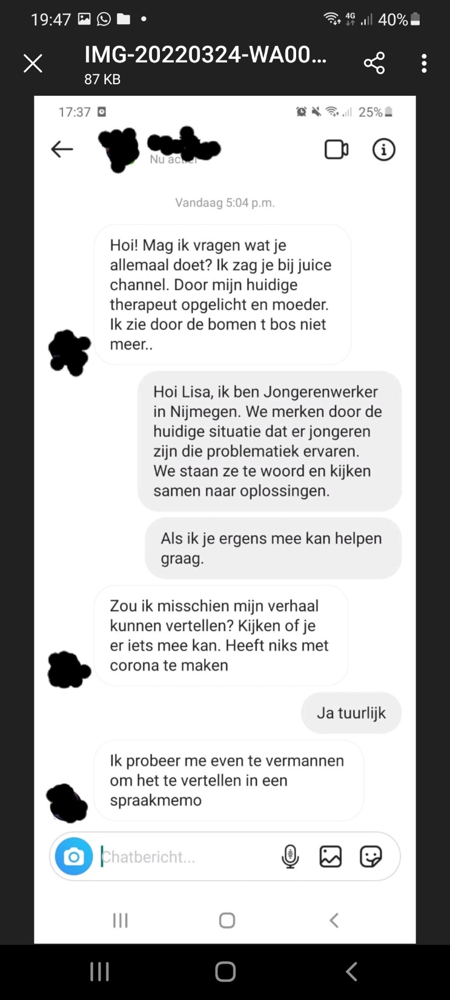 19:47 4G 40%
IMG-20220324-WA00...
87 KB
17:37 25%
Nu actief
Vandaag 5:04 p.m.
Hoi! Mag ik vragen wat je
allemaal doet? Ik zag je bij juice
channel. Door mijn huidige
therapeut opgelicht en moeder.
Ik zie door de bomen t bos niet
meer..
Hoi Lisa, ik ben Jongerenwerker
in Nijmegen. We merken door de
huidige situatie dat er jongeren
zijn die problematiek ervaren.
We staan ze te woord en kijken
samen naar oplossingen.
Als ik je ergens mee kan helpen
graag.
Zou ik misschien mijn verhaal
kunnen vertellen? Kijken of je
er iets mee kan. Heeft niks met
corona te maken
Ja tuurlijk
Ik probeer me even te vermannen
om het te vertellen in een
spraakmemo
Chatbericht...